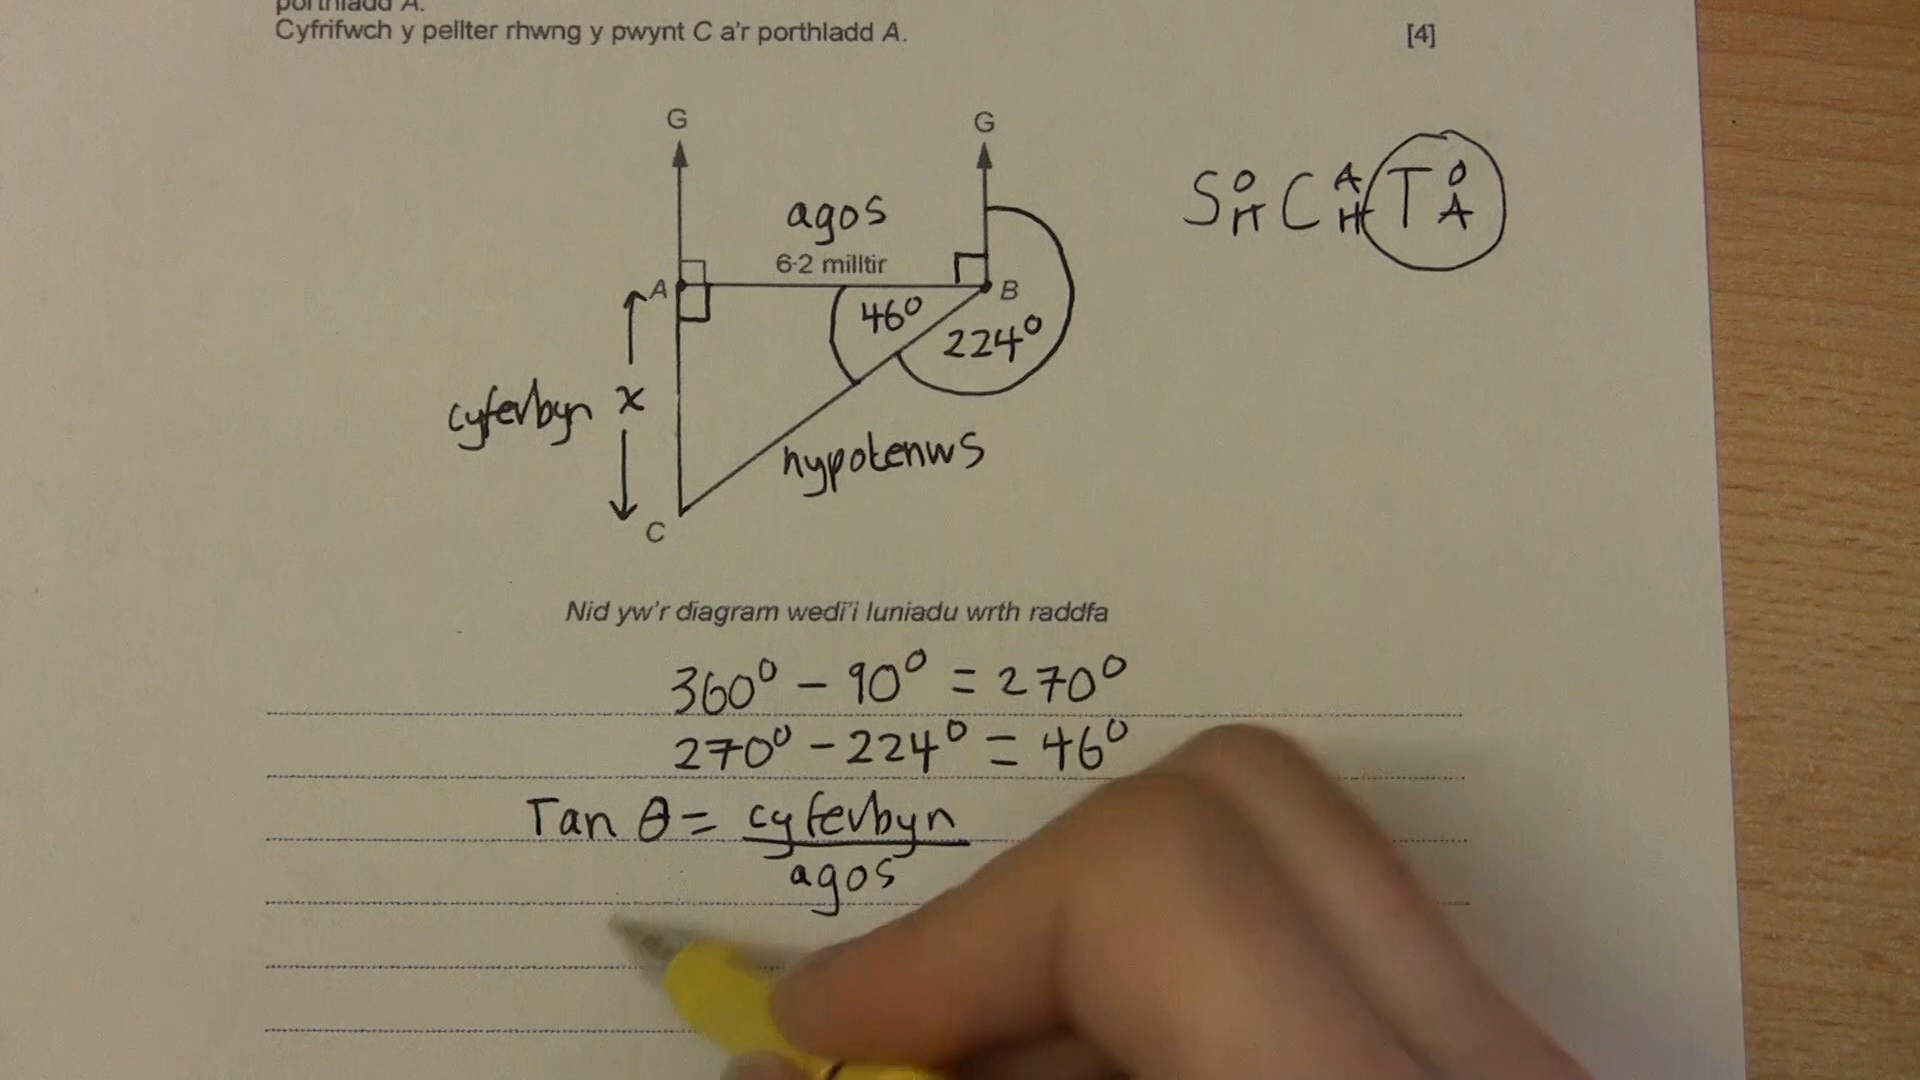 porthladd A.
Cyfrifwch y pellter rhwng y pwynt C a'r porthladd A. [4]
G G
agos
S O H C A H T O A
6·2 milltir
A B
46°
224°
cyferbyn x
hypotenws
C
Nid yw'r diagram wedi'i luniadu wrth raddfa
360° - 90° = 270°
270° - 224° = 46°
Tan θ = cyferbyn
agos